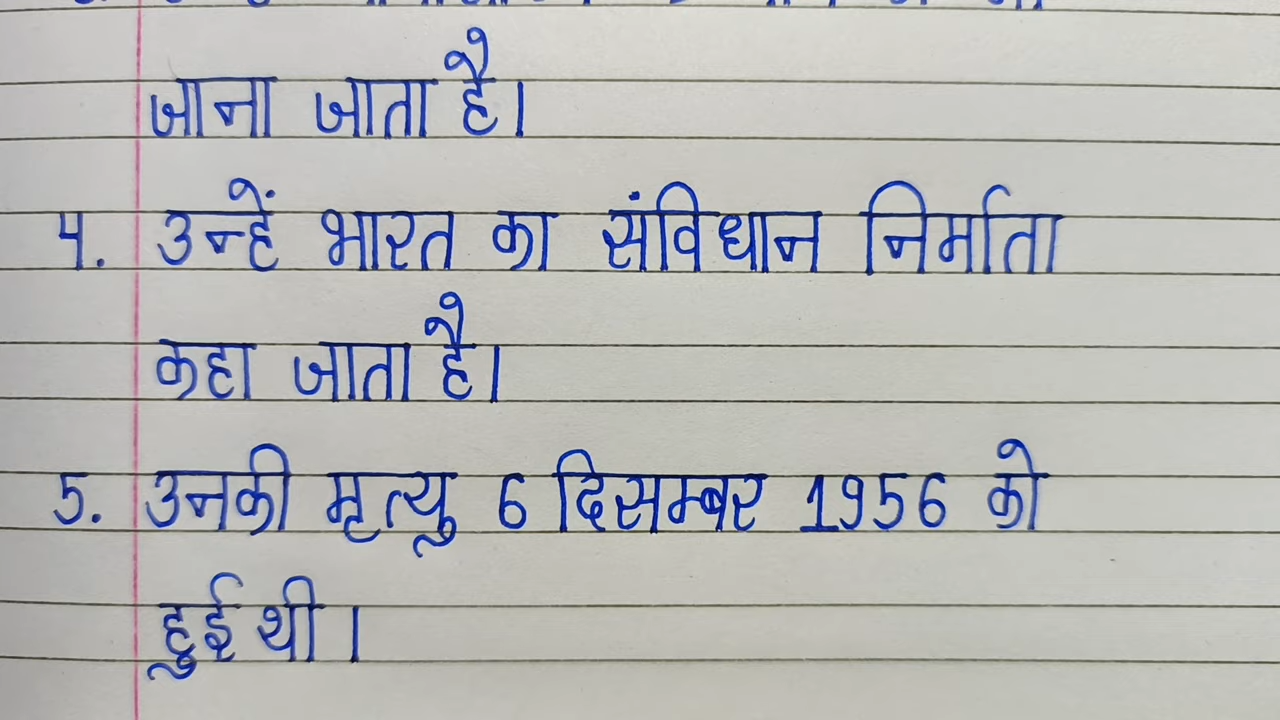 जाना जाता है।
4. उन्हें भारत का संविधान निर्माता
कहा जाता है।
5. उनकी मृत्यु 6 दिसम्बर 1956 को
हुई थी।